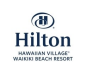 Hilton
HAWAIIAN VILLAGE®
WAIKIKI BEACH RESORT